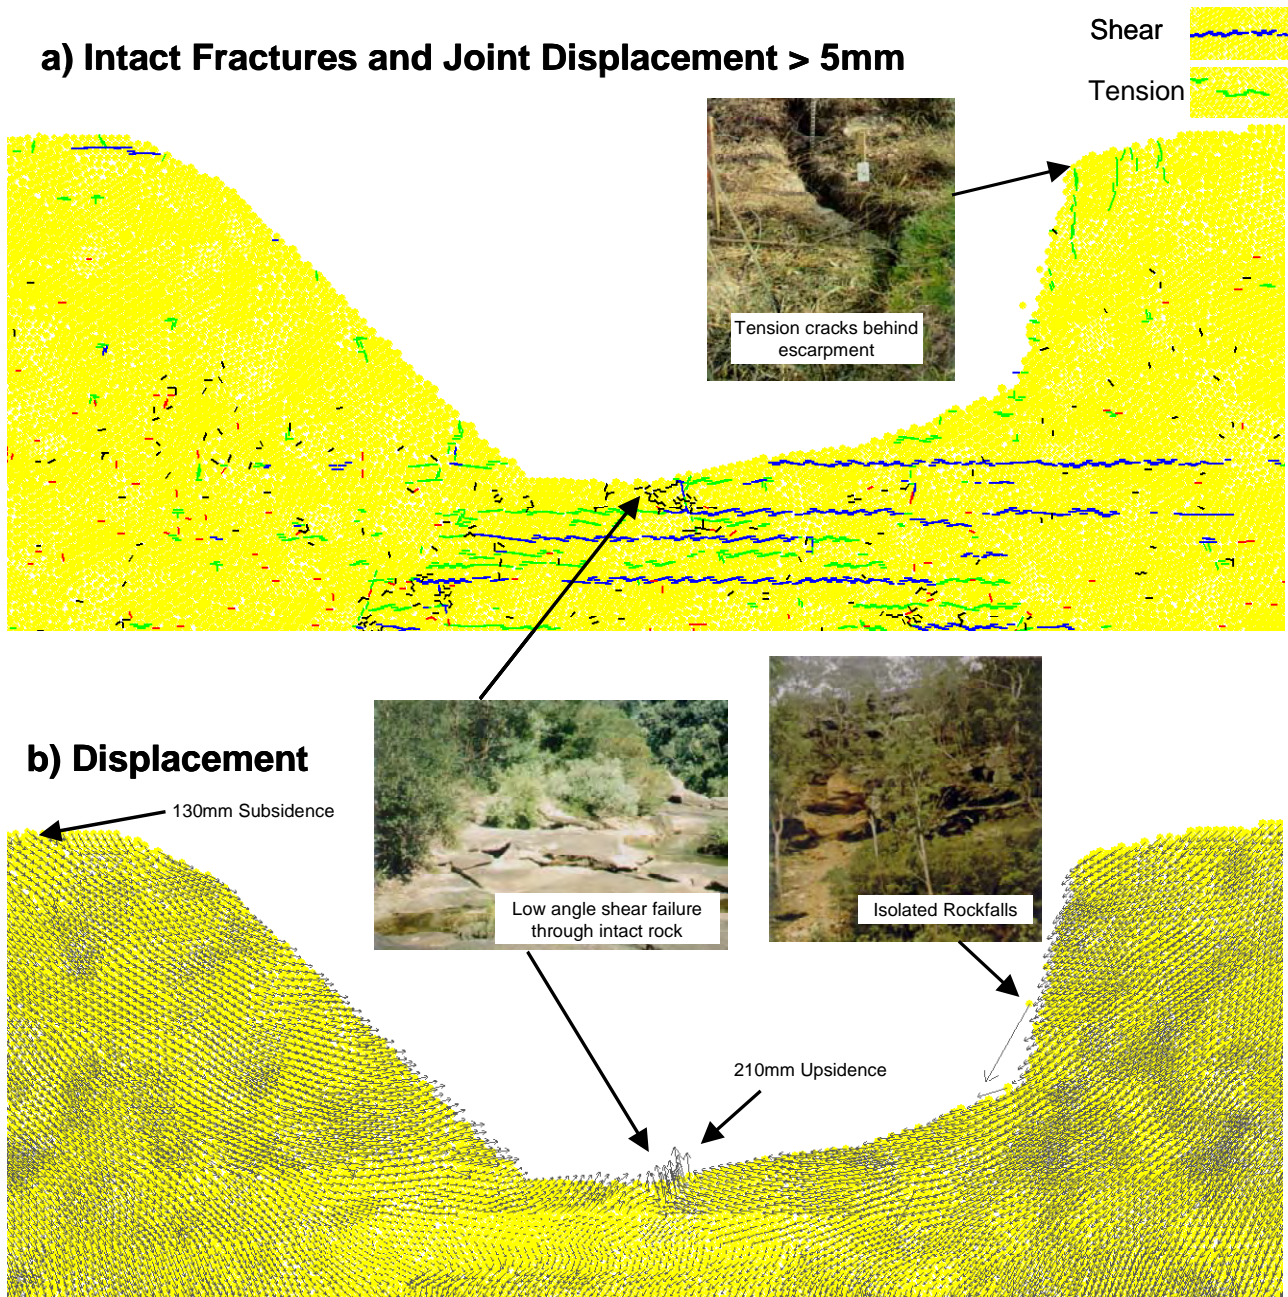 a) Intact Fractures and Joint Displacement > 5mm
Shear
Tension
Tension cracks behind
escarpment
b) Displacement
130mm Subsidence
Low angle shear failure
through intact rock
Isolated Rockfalls
210mm Upsidence